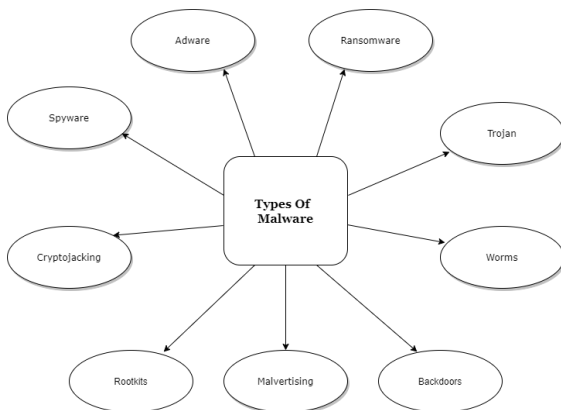 Adware
Ransomware
Spyware
Trojan
Types Of
Malware
Cryptojacking
Worms
Rootkits
Malvertising
Backdoors